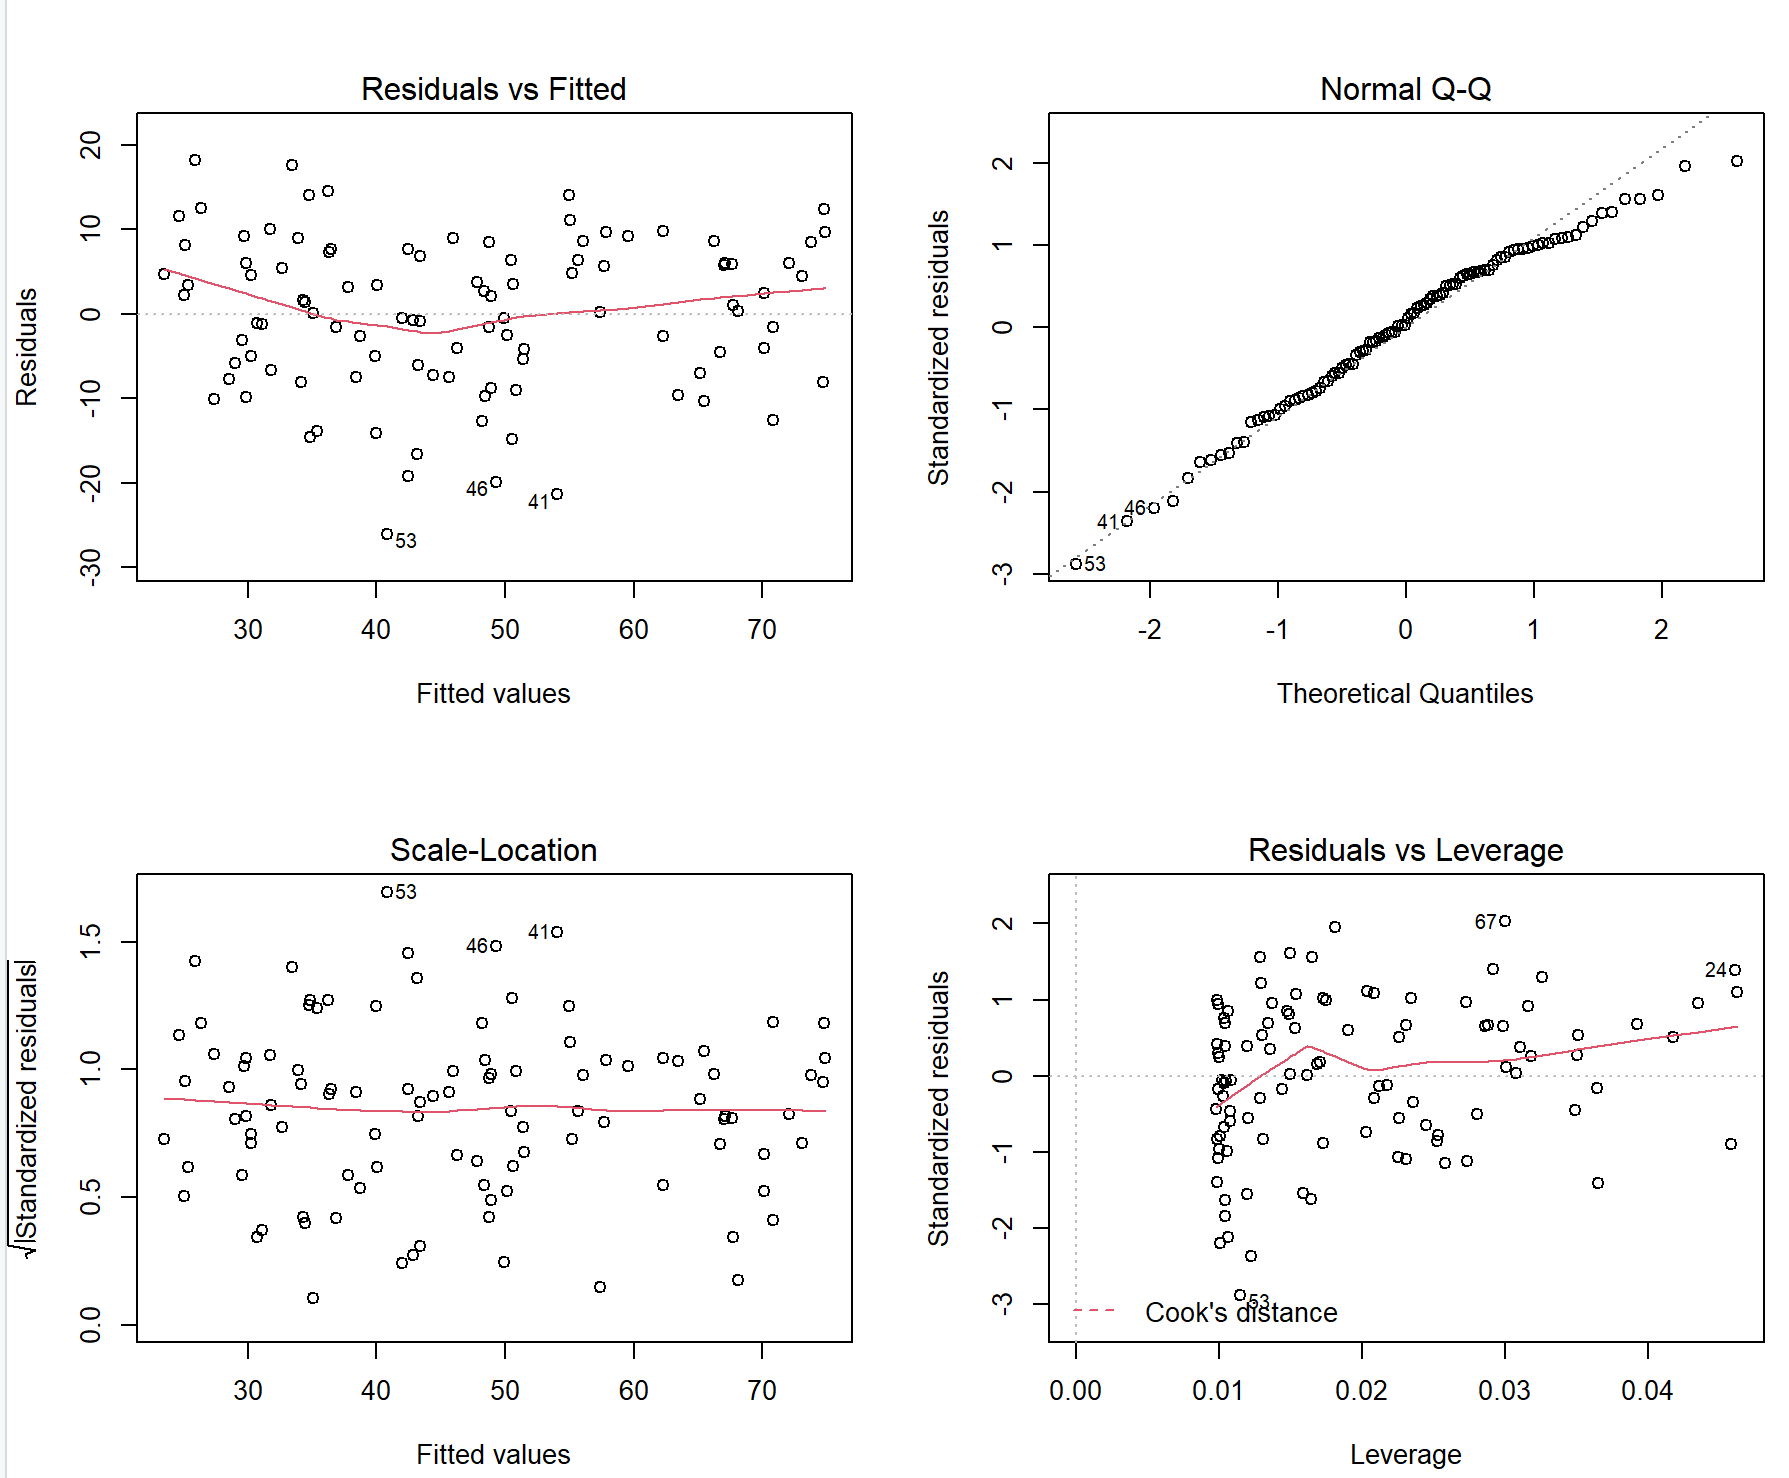 Residuals vs Fitted
Residuals
20
10
0
-10
-20
-30
46
41
53
30 40 50 60 70
Fitted values
Normal Q-Q
Standardized residuals
2
1
0
-1
-2
-3
46
41
53
-2 -1 0 1 2
Theoretical Quantiles
Scale-Location
√|Standardized residuals|
1.5
1.0
0.5
0.0
53
41
46
30 40 50 60 70
Fitted values
Residuals vs Leverage
Standardized residuals
2
1
0
-1
-2
-3
67
24
53
Cook's distance
0.00 0.01 0.02 0.03 0.04
Leverage